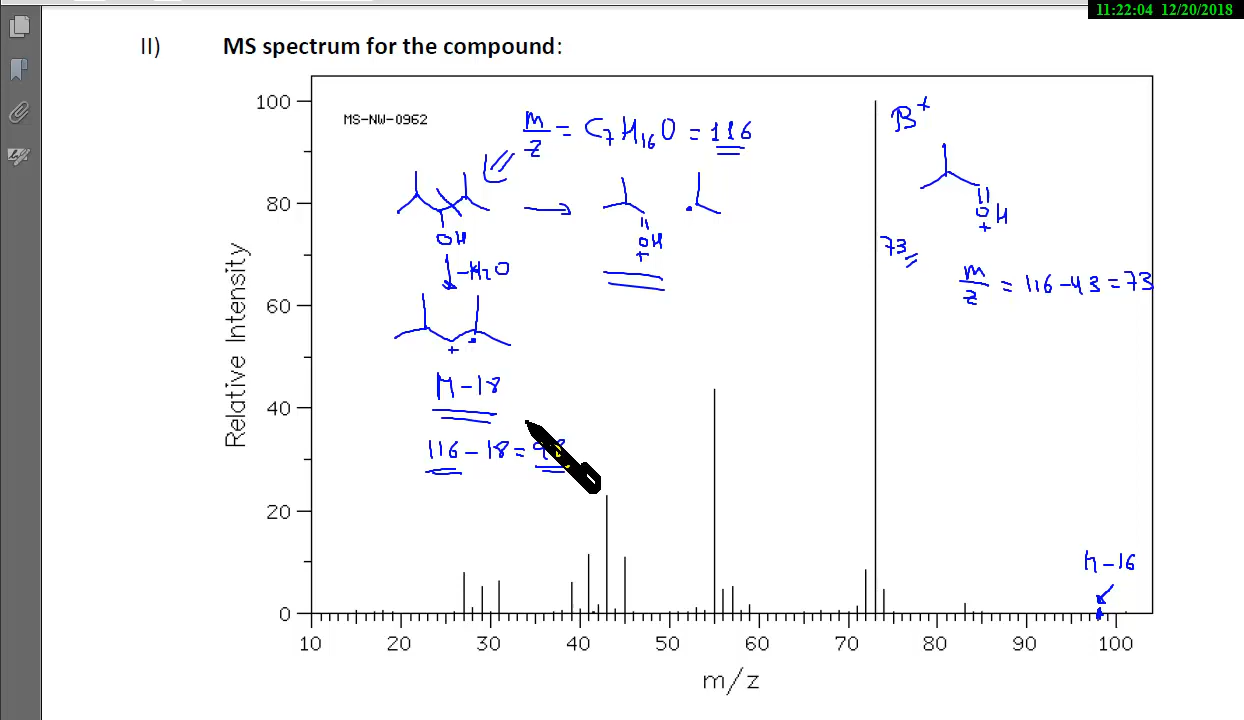 11:22:04 12/20/2018
II) MS spectrum for the compound:
MS-NW-0962
m/z = C7H16O = 116
B+
OH
OH
+
OH
+
-H2O
73
m/z = 116-43 = 73
+
M-18
116-18=98
M-16
Relative Intensity
100
80
60
40
20
0
10 20 30 40 50 60 70 80 90 100
m/z